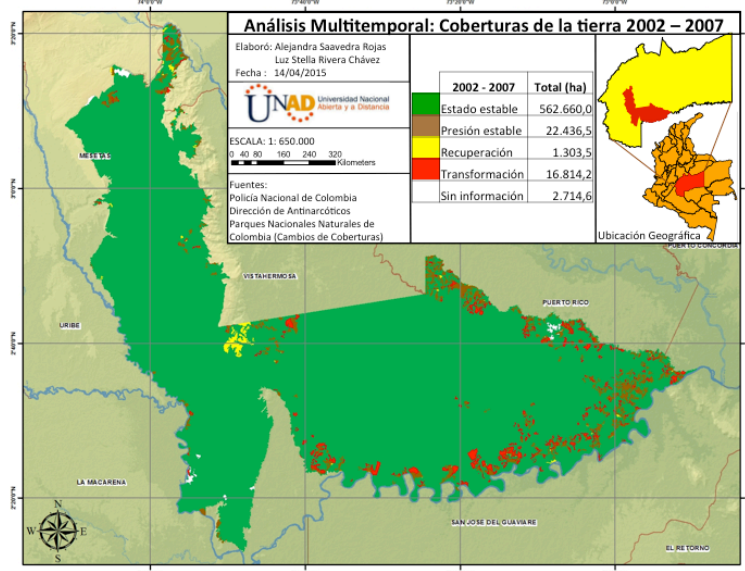 Análisis Multitemporal: Coberturas de la tierra 2002 – 2007
Elaboró: Alejandra Saavedra Rojas
Luz Stella Rivera Chávez
Fecha : 14/04/2015
UNAD Universidad Nacional
Abierta y a Distancia
ESCALA: 1: 650.000
0 40 80 160 240 320
Kilometers
Fuentes:
Policía Nacional de Colombia
Dirección de Antinarcóticos
Parques Nacionales Naturales de
Colombia (Cambios de Coberturas)
2002 - 2007 Total (ha)
Estado estable 562.660,0
Presión estable 22.436,5
Recuperación 1.303,5
Transformación 16.814,2
Sin información 2.714,6
Ubicación Geográfica
PUERTO CONCORDIA
MESETAS
VISTAHERMOSA
PUERTO RICO
URIBE
LA MACARENA
SAN JOSE DEL GUAVIARE
EL RETORNO
N
W E
S